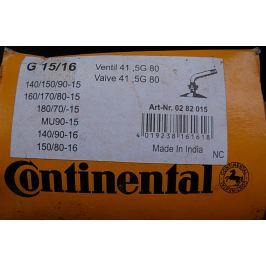 G 15/16
Ventil 41 ,5G 80
Valve 41 ,5G 80
140/150/90-15
160/170/80-15
180/70/-15
MU90-15
140/90-16
150/80-16
Art-Nr. 02 82 015
4 019238 161618
Made In India
NC
Continental
CONTINENTAL